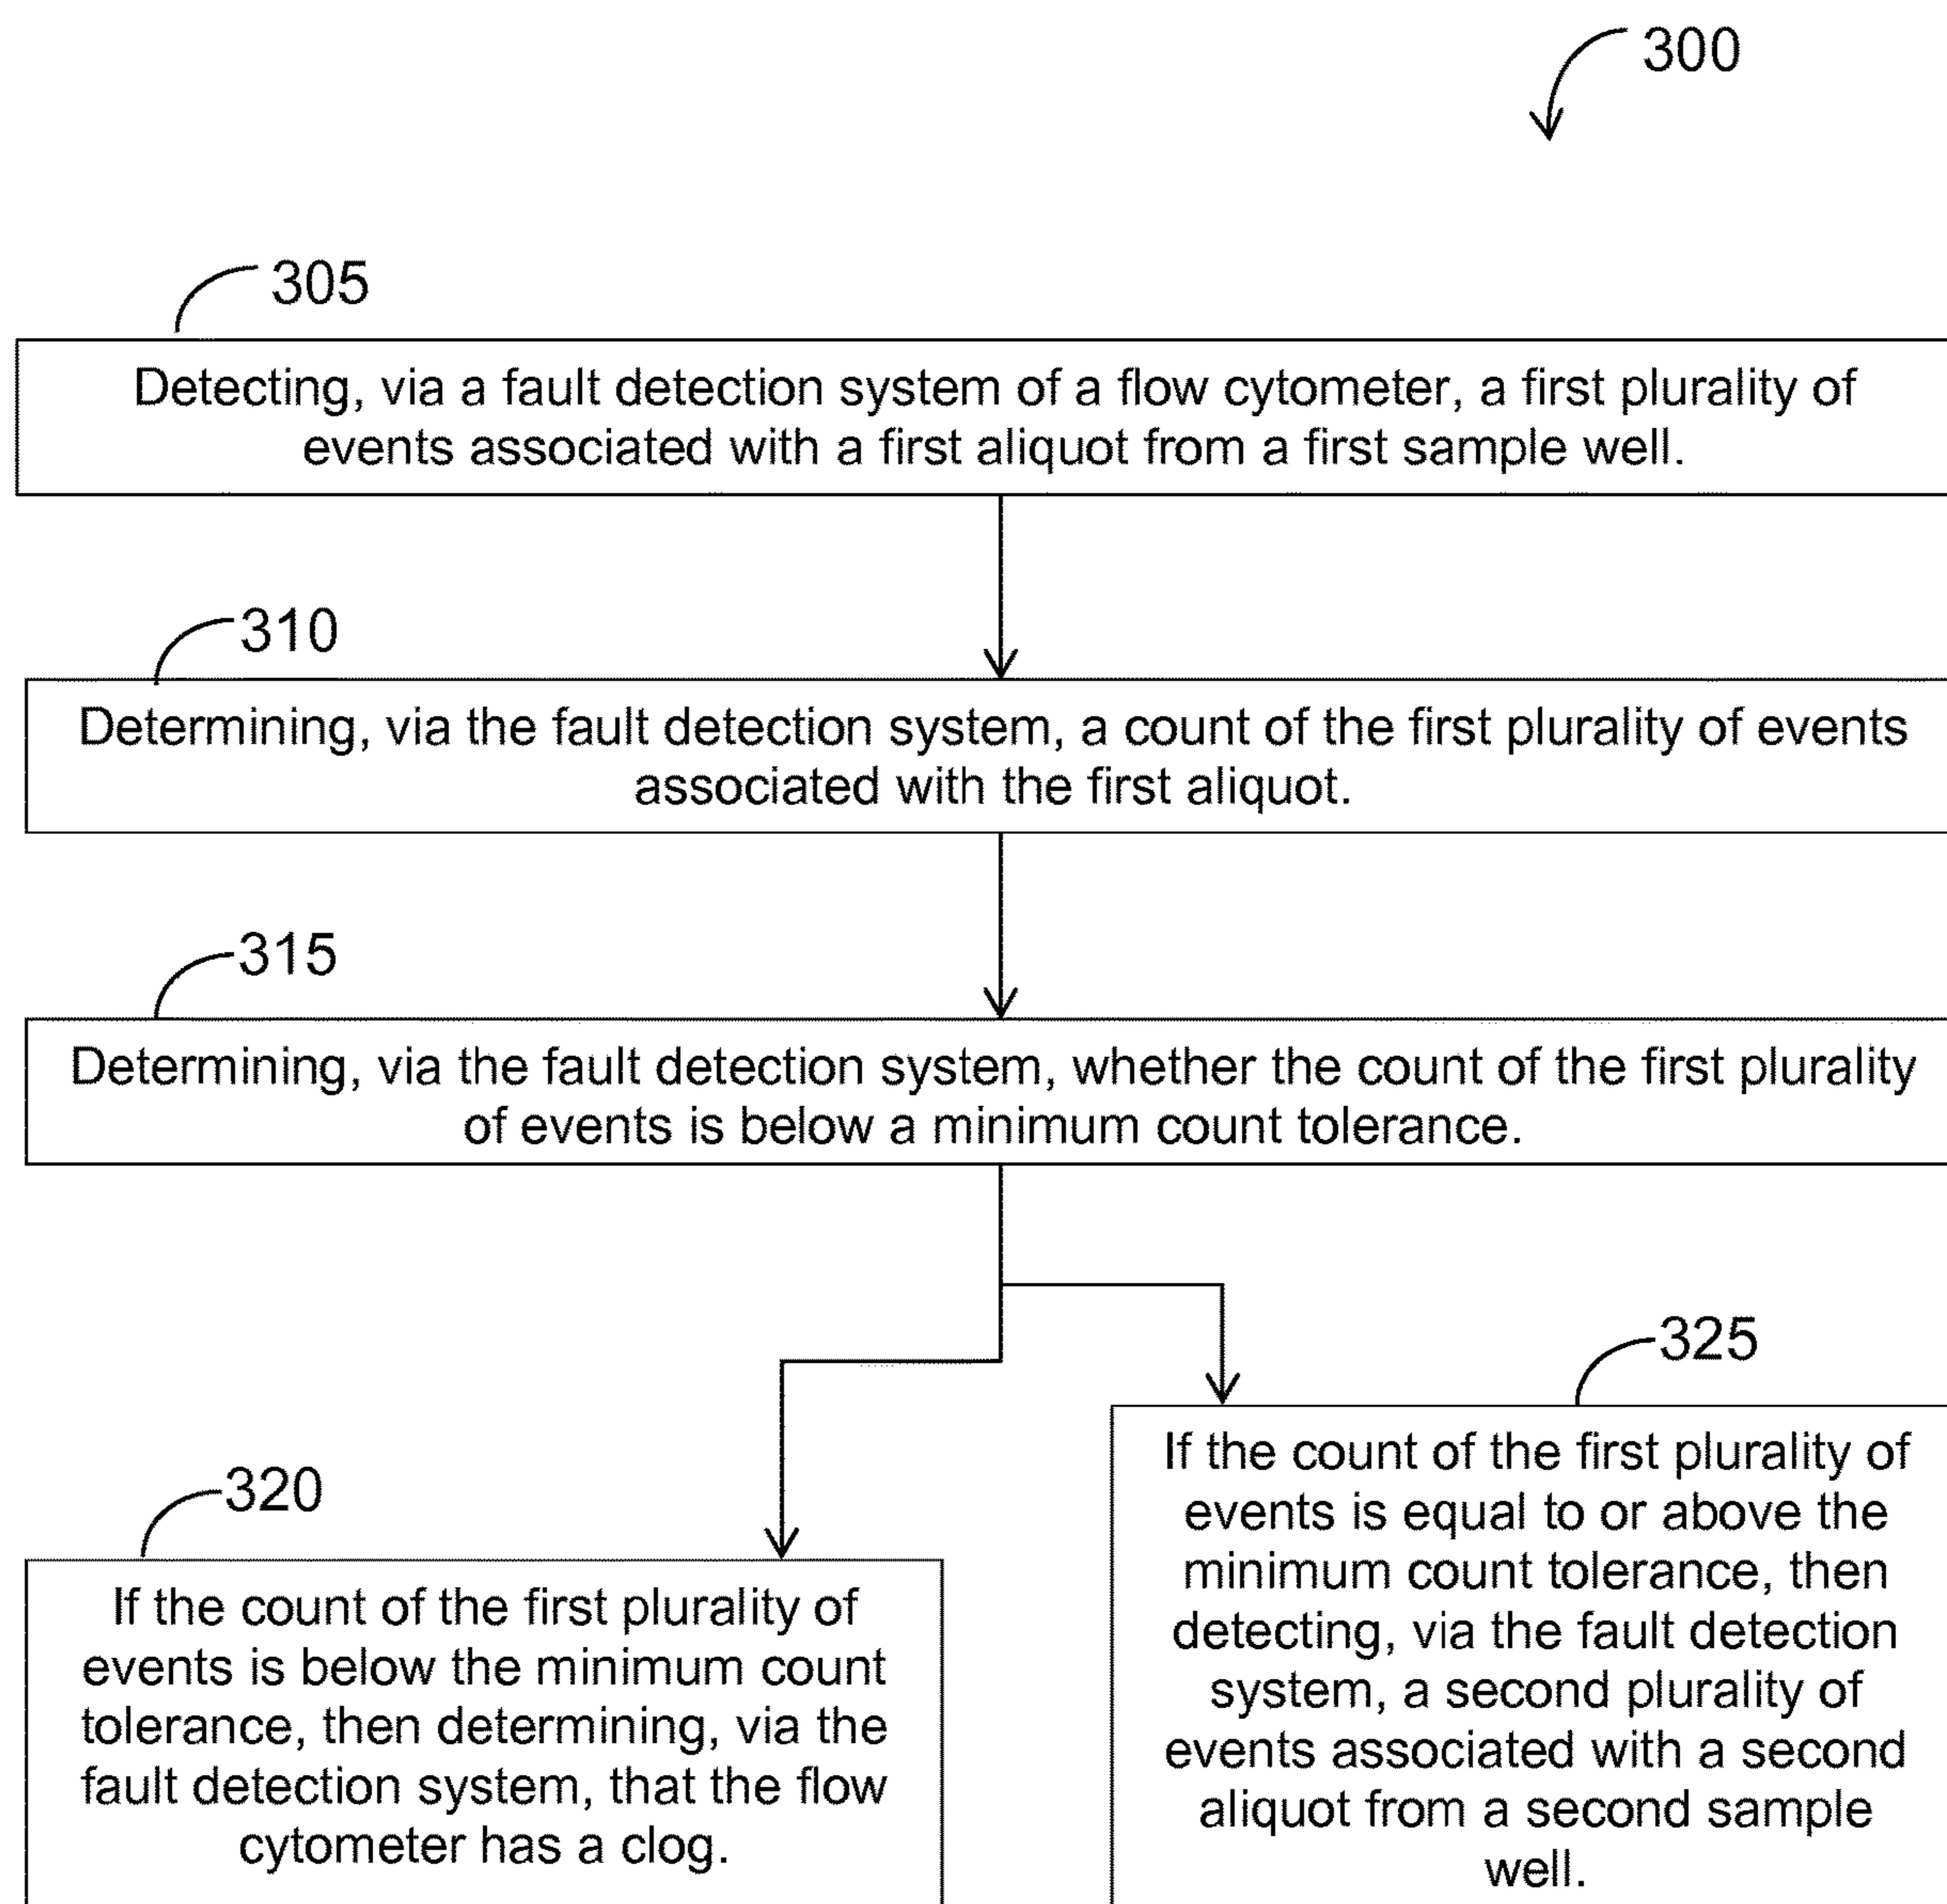 300
305
Detecting, via a fault detection system of a flow cytometer, a first plurality of
events associated with a first aliquot from a first sample well.
310
Determining, via the fault detection system, a count of the first plurality of events
associated with the first aliquot.
315
Determining, via the fault detection system, whether the count of the first plurality
of events is below a minimum count tolerance.
320
If the count of the first plurality of
events is below the minimum count
tolerance, then determining, via the
fault detection system, that the flow
cytometer has a clog.
325
If the count of the first plurality of
events is equal to or above the
minimum count tolerance, then
detecting, via the fault detection
system, a second plurality of
events associated with a second
aliquot from a second sample
well.